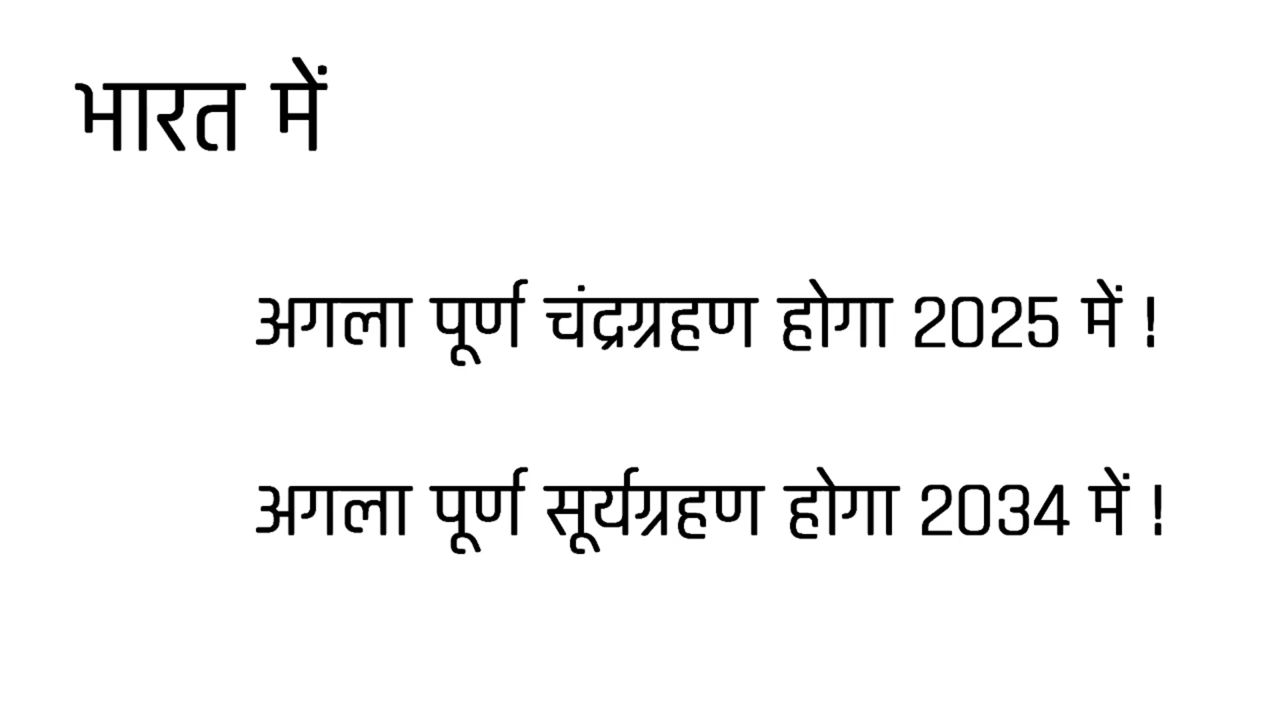 भारत में
अगला पूर्ण चंद्रग्रहण होगा 2025 में !
अगला पूर्ण सूर्यग्रहण होगा 2034 में !